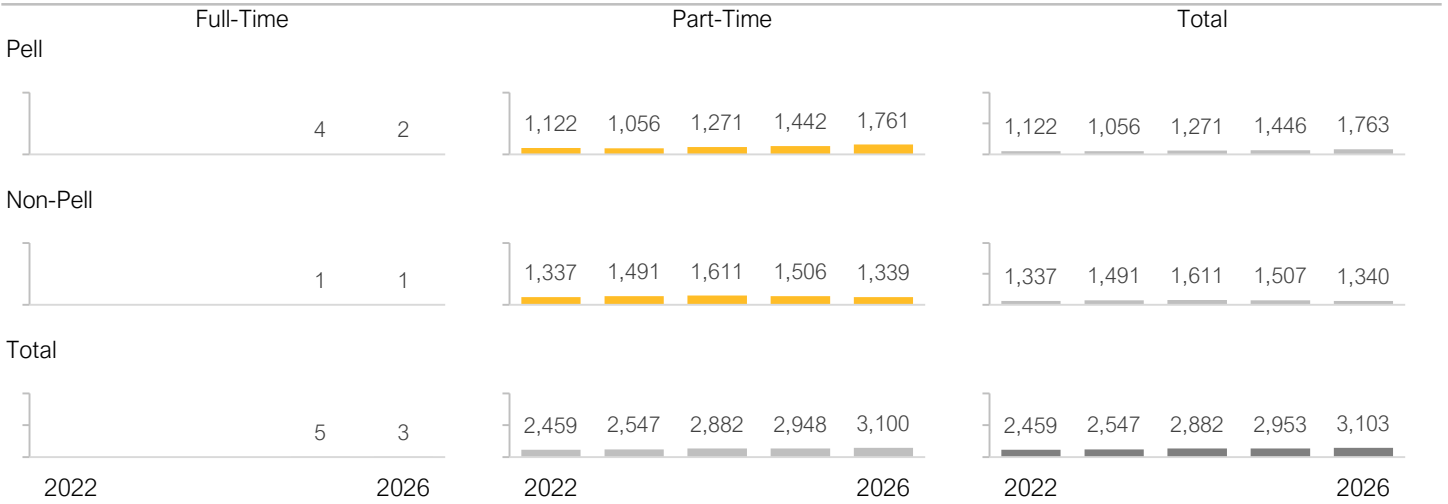 Full-Time Part-Time Total
Pell
4 2 1,122 1,056 1,271 1,442 1,761 1,122 1,056 1,271 1,446 1,763
Non-Pell
1 1 1,337 1,491 1,611 1,506 1,339 1,337 1,491 1,611 1,507 1,340
Total
5 3 2,459 2,547 2,882 2,948 3,100 2,459 2,547 2,882 2,953 3,103
2022 2026 2022 2026 2022 2026